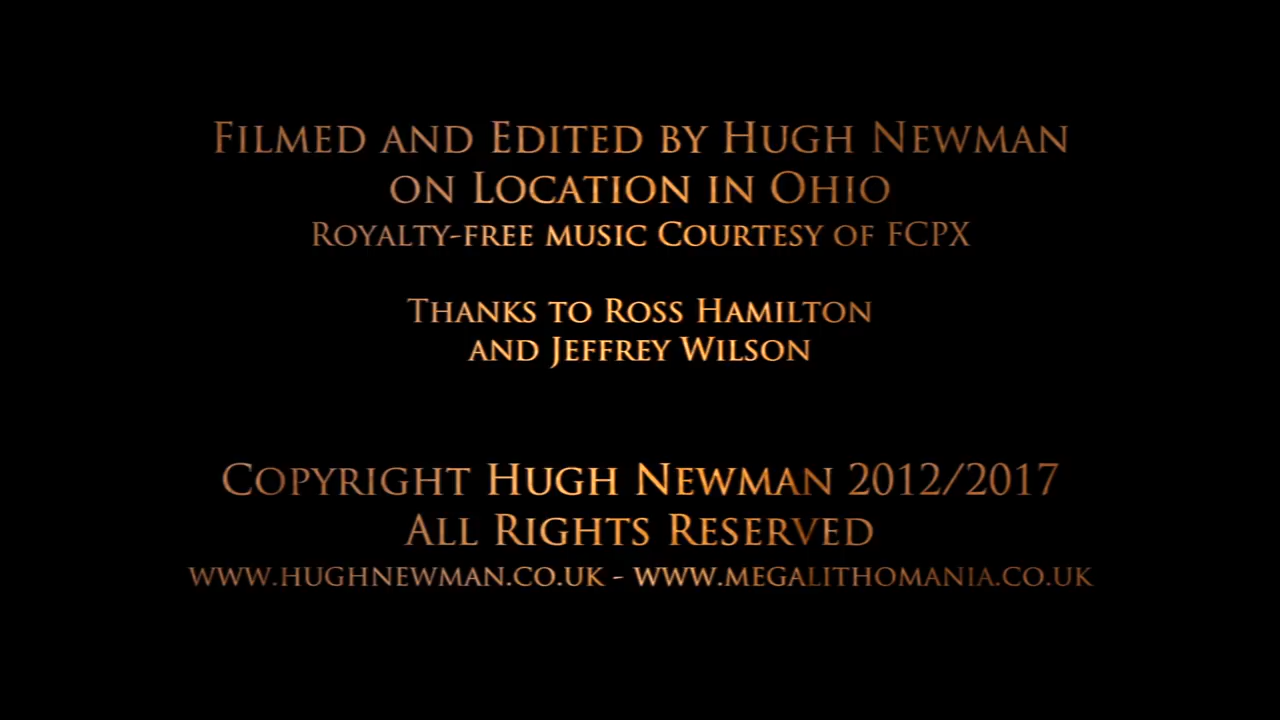 Filmed and Edited by Hugh Newman
on Location in Ohio
Royalty-free music Courtesy of FCPX
Thanks to Ross Hamilton
and Jeffrey Wilson
Copyright Hugh Newman 2012/2017
All Rights Reserved
www.hughnewman.co.uk - www.megalithomania.co.uk